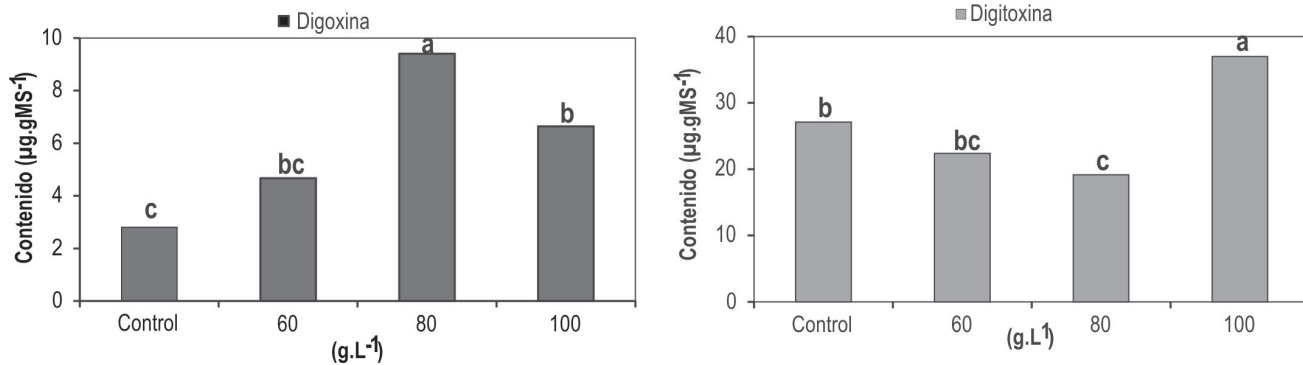 Digoxina
Contenido (µg.gMS-1)
10
8
6
4
2
0
c
bc
a
b
Control 60 80 100
(g.L-1)
Digitoxina
Contenido (µg.gMS-1)
40
30
20
10
0
b
bc
c
a
Control 60 80 100
(g.L1)